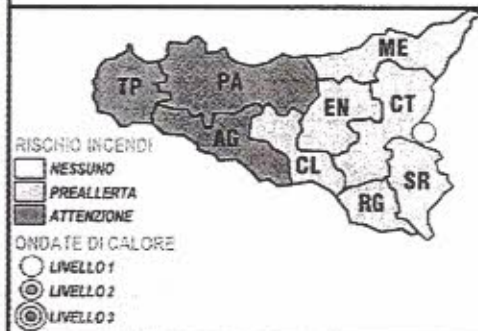 ME
TP
PA
EN
CT
AG
CL
SR
RG
RISCHIO INCENDI
NESSUNO
PREALLERTA
ATTENZIONE
ONDATE DI CALORE
LIVELLO 1
LIVELLO 2
LIVELLO 3